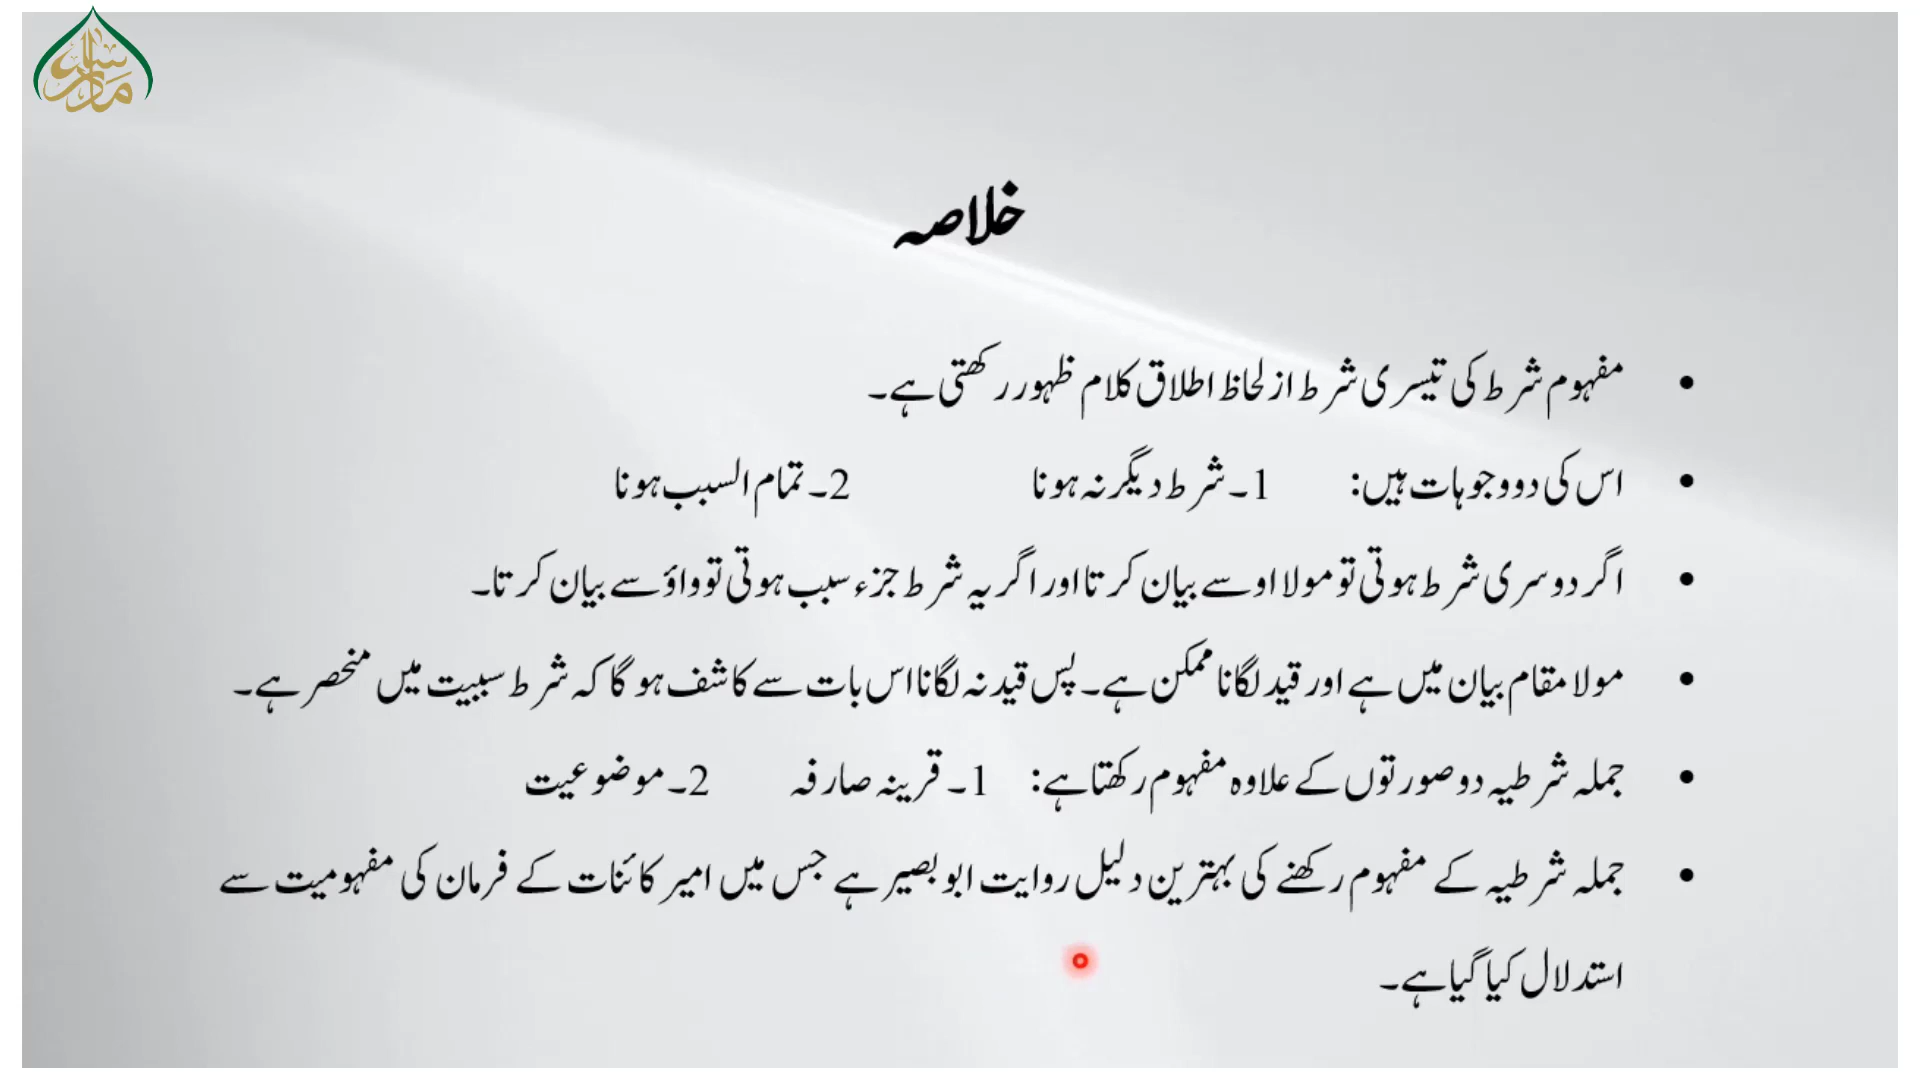 مدرسہ
خلاصہ
• مفہوم شرط کی تیسری شرط از لحاظ اطلاق کلام ظہور رکھتی ہے۔
• اس کی دو وجوہات ہیں: 1۔ شرط دیگر نہ ہونا 2۔ تمام السبب ہونا
• اگر دوسری شرط ہوتی تو مولا او سے بیان کرتا اور اگر یہ شرط جزء سبب ہوتی تو واؤ سے بیان کرتا۔
• مولا مقام بیان میں ہے اور قید لگانا ممکن ہے۔ پس قید نہ لگانا اس بات سے کاشف ہو گا کہ شرط سببیت میں منحصر ہے۔
• جملہ شرطیہ دو صورتوں کے علاوہ مفہوم رکھتا ہے: 1۔ قرینہ صارفہ 2۔ موضوعیت
• جملہ شرطیہ کے مفہوم رکھنے کی بہترین دلیل روایت ابو بصیر ہے جس میں امیر کائنات کے فرمان کی مفہومیت سے
استدلال کیا گیا ہے۔